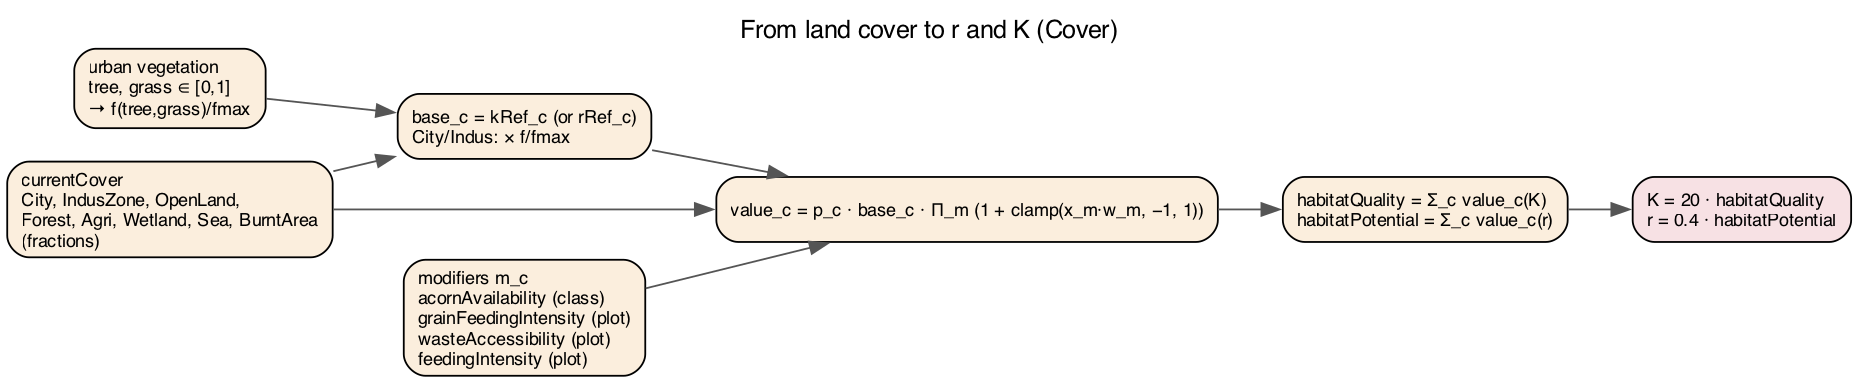 From land cover to r and K (Cover)
urban vegetation
tree, grass ∈ [0,1]
→ f(tree,grass)/fmax
base_c = kRef_c (or rRef_c)
City/Indus: × f/fmax
currentCover
City, IndusZone, OpenLand,
Forest, Agri, Wetland, Sea, BurntArea
(fractions)
value_c = p_c · base_c · Π_m (1 + clamp(x_m·w_m, −1, 1))
habitatQuality = Σ_c value_c(K)
habitatPotential = Σ_c value_c(r)
K = 20 · habitatQuality
r = 0.4 · habitatPotential
modifiers m_c
acornAvailability (class)
grainFeedingIntensity (plot)
wasteAccessibility (plot)
feedingIntensity (plot)